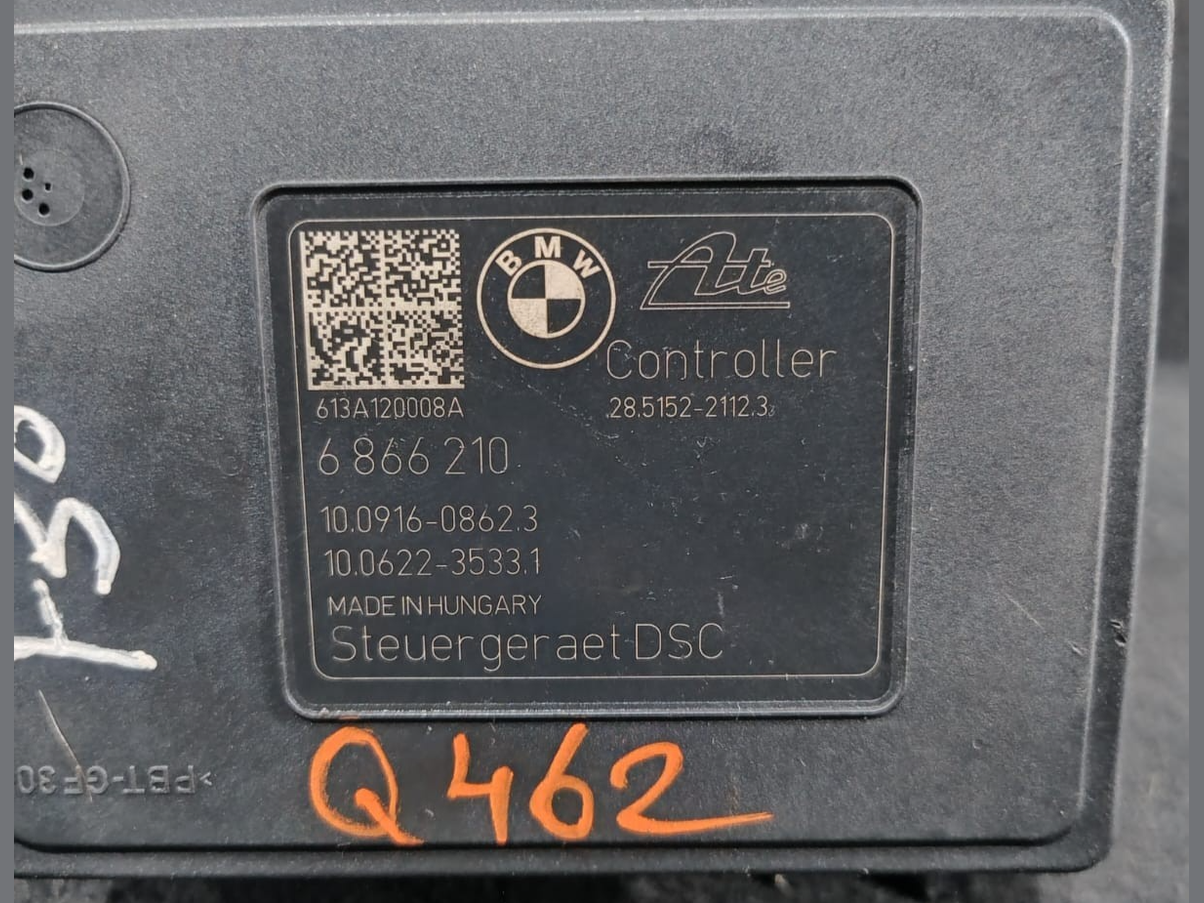 BMW
Ate
Controller
613A120008A
28.5152-2112.3
6 866 210
10.0916-0862.3
10.0622-3533.1
MADE IN HUNGARY
Steuergeraet DSC
Q462
>PBT-GF30